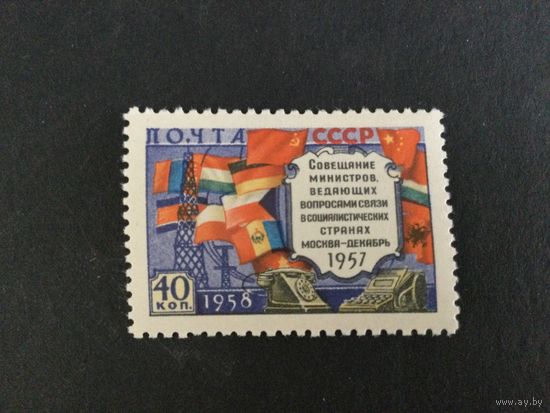 ПОЧТА СССР
СОВЕЩАНИЕ
МИНИСТРОВ,
ВЕДАЮЩИХ
ВОПРОСАМИ СВЯЗИ
В СОЦИАЛИСТИЧЕСКИХ
СТРАНАХ
МОСКВА–ДЕКАБРЬ
1957
40
КОП.
1958
www.ay.by